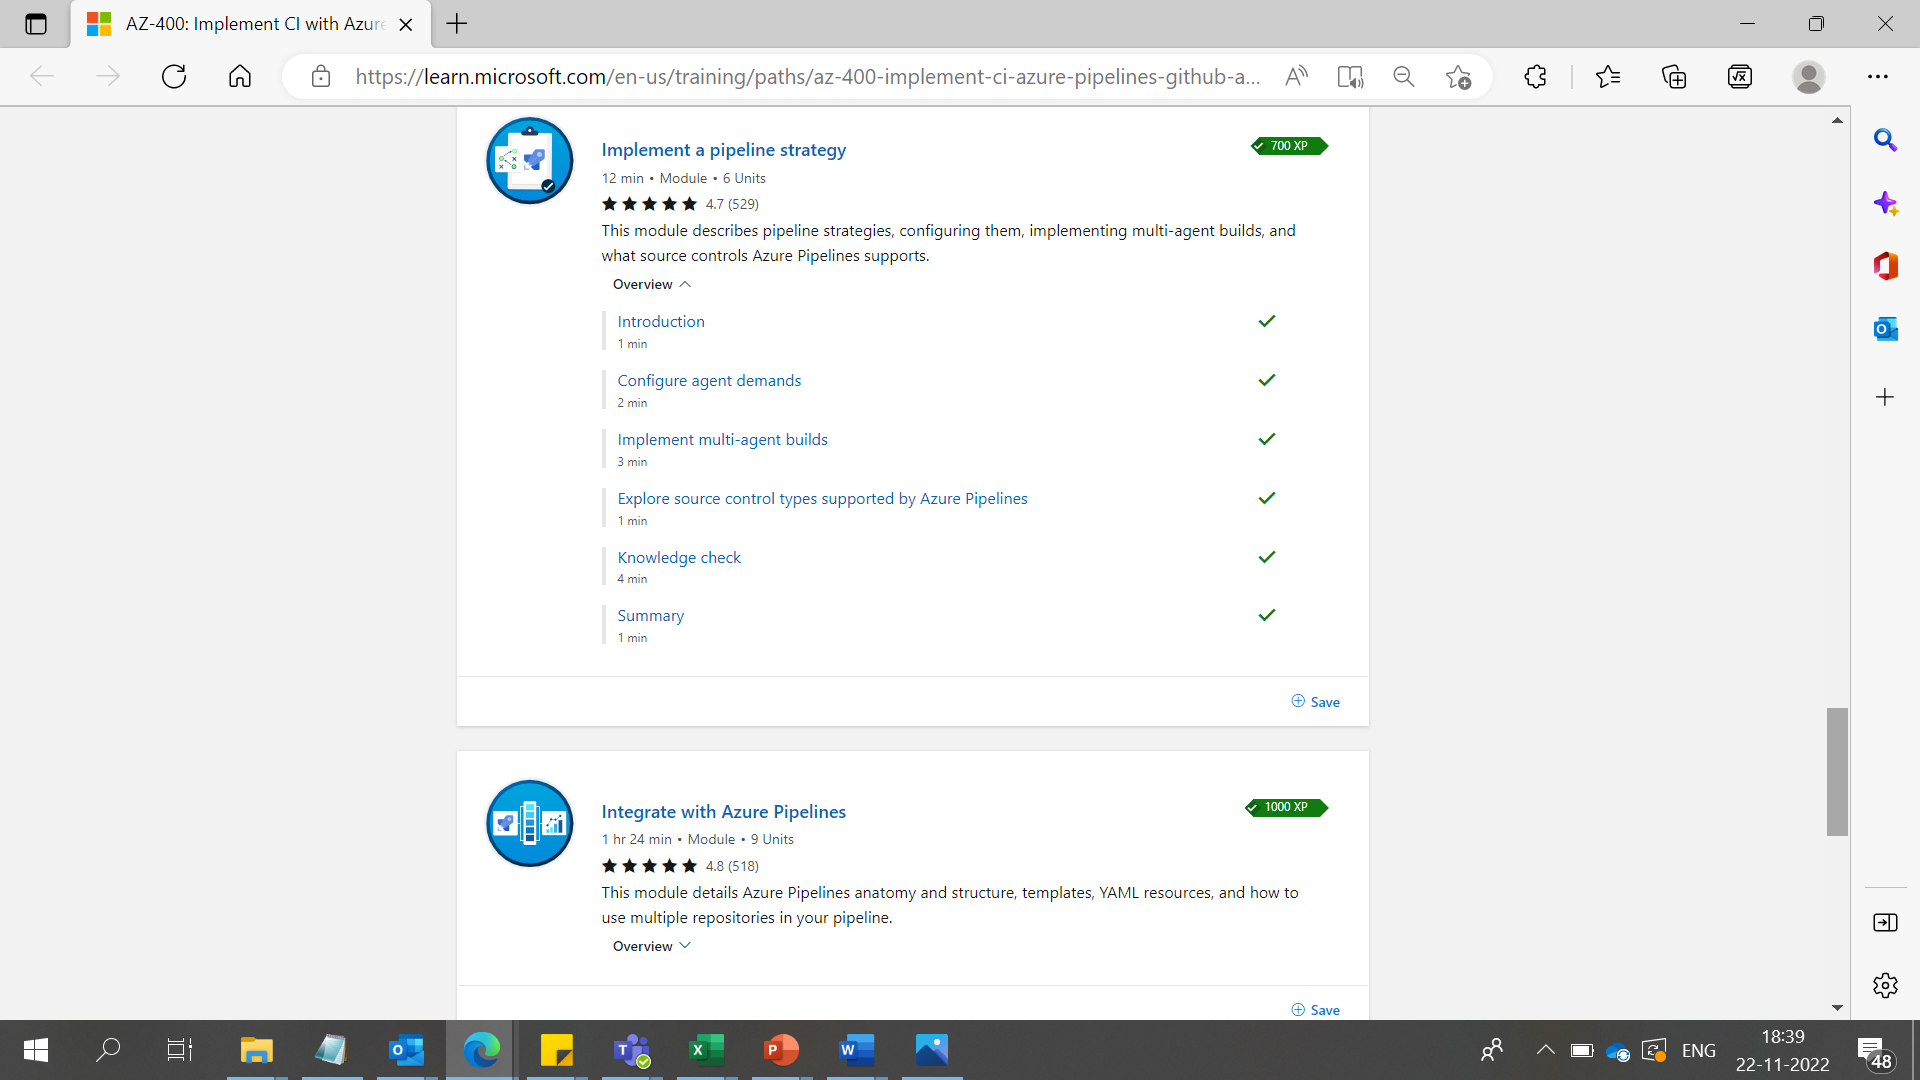 AZ-400: Implement CI with Azure
https://learn.microsoft.com/en-us/training/paths/az-400-implement-ci-azure-pipelines-github-a...
Implement a pipeline strategy
700 XP
12 min • Module • 6 Units
4.7 (529)
This module describes pipeline strategies, configuring them, implementing multi-agent builds, and
what source controls Azure Pipelines supports.
Overview
Introduction
1 min
Configure agent demands
2 min
Implement multi-agent builds
3 min
Explore source control types supported by Azure Pipelines
1 min
Knowledge check
4 min
Summary
1 min
Save
Integrate with Azure Pipelines
1000 XP
1 hr 24 min • Module • 9 Units
4.8 (518)
This module details Azure Pipelines anatomy and structure, templates, YAML resources, and how to
use multiple repositories in your pipeline.
Overview
Save
ENG
18:39
22-11-2022
48